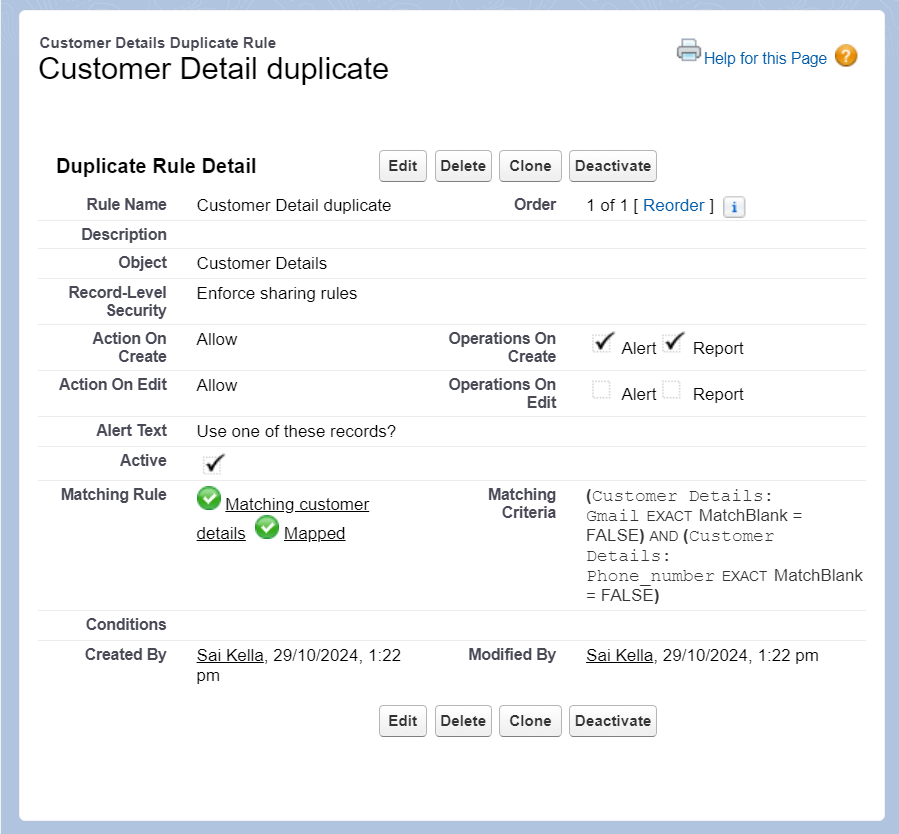 Customer Details Duplicate Rule
Customer Detail duplicate
Help for this Page ?
Duplicate Rule Detail
Edit Delete Clone Deactivate
Rule Name Customer Detail duplicate Order 1 of 1 [ Reorder ] i
Description
Object Customer Details
Record-Level
Security
Enforce sharing rules
Action On
Create
Allow
Operations On
Create
Alert Report
Action On Edit Allow
Operations On
Edit
Alert Report
Alert Text Use one of these records?
Active
Matching Rule
Matching customer
details Mapped
Matching
Criteria
(Customer Details:
Gmail EXACT MatchBlank =
FALSE) AND (Customer
Details:
Phone_number EXACT MatchBlank
= FALSE)
Conditions
Created By
Sai Kella, 29/10/2024, 1:22
pm
Modified By Sai Kella, 29/10/2024, 1:22 pm
Edit Delete Clone Deactivate